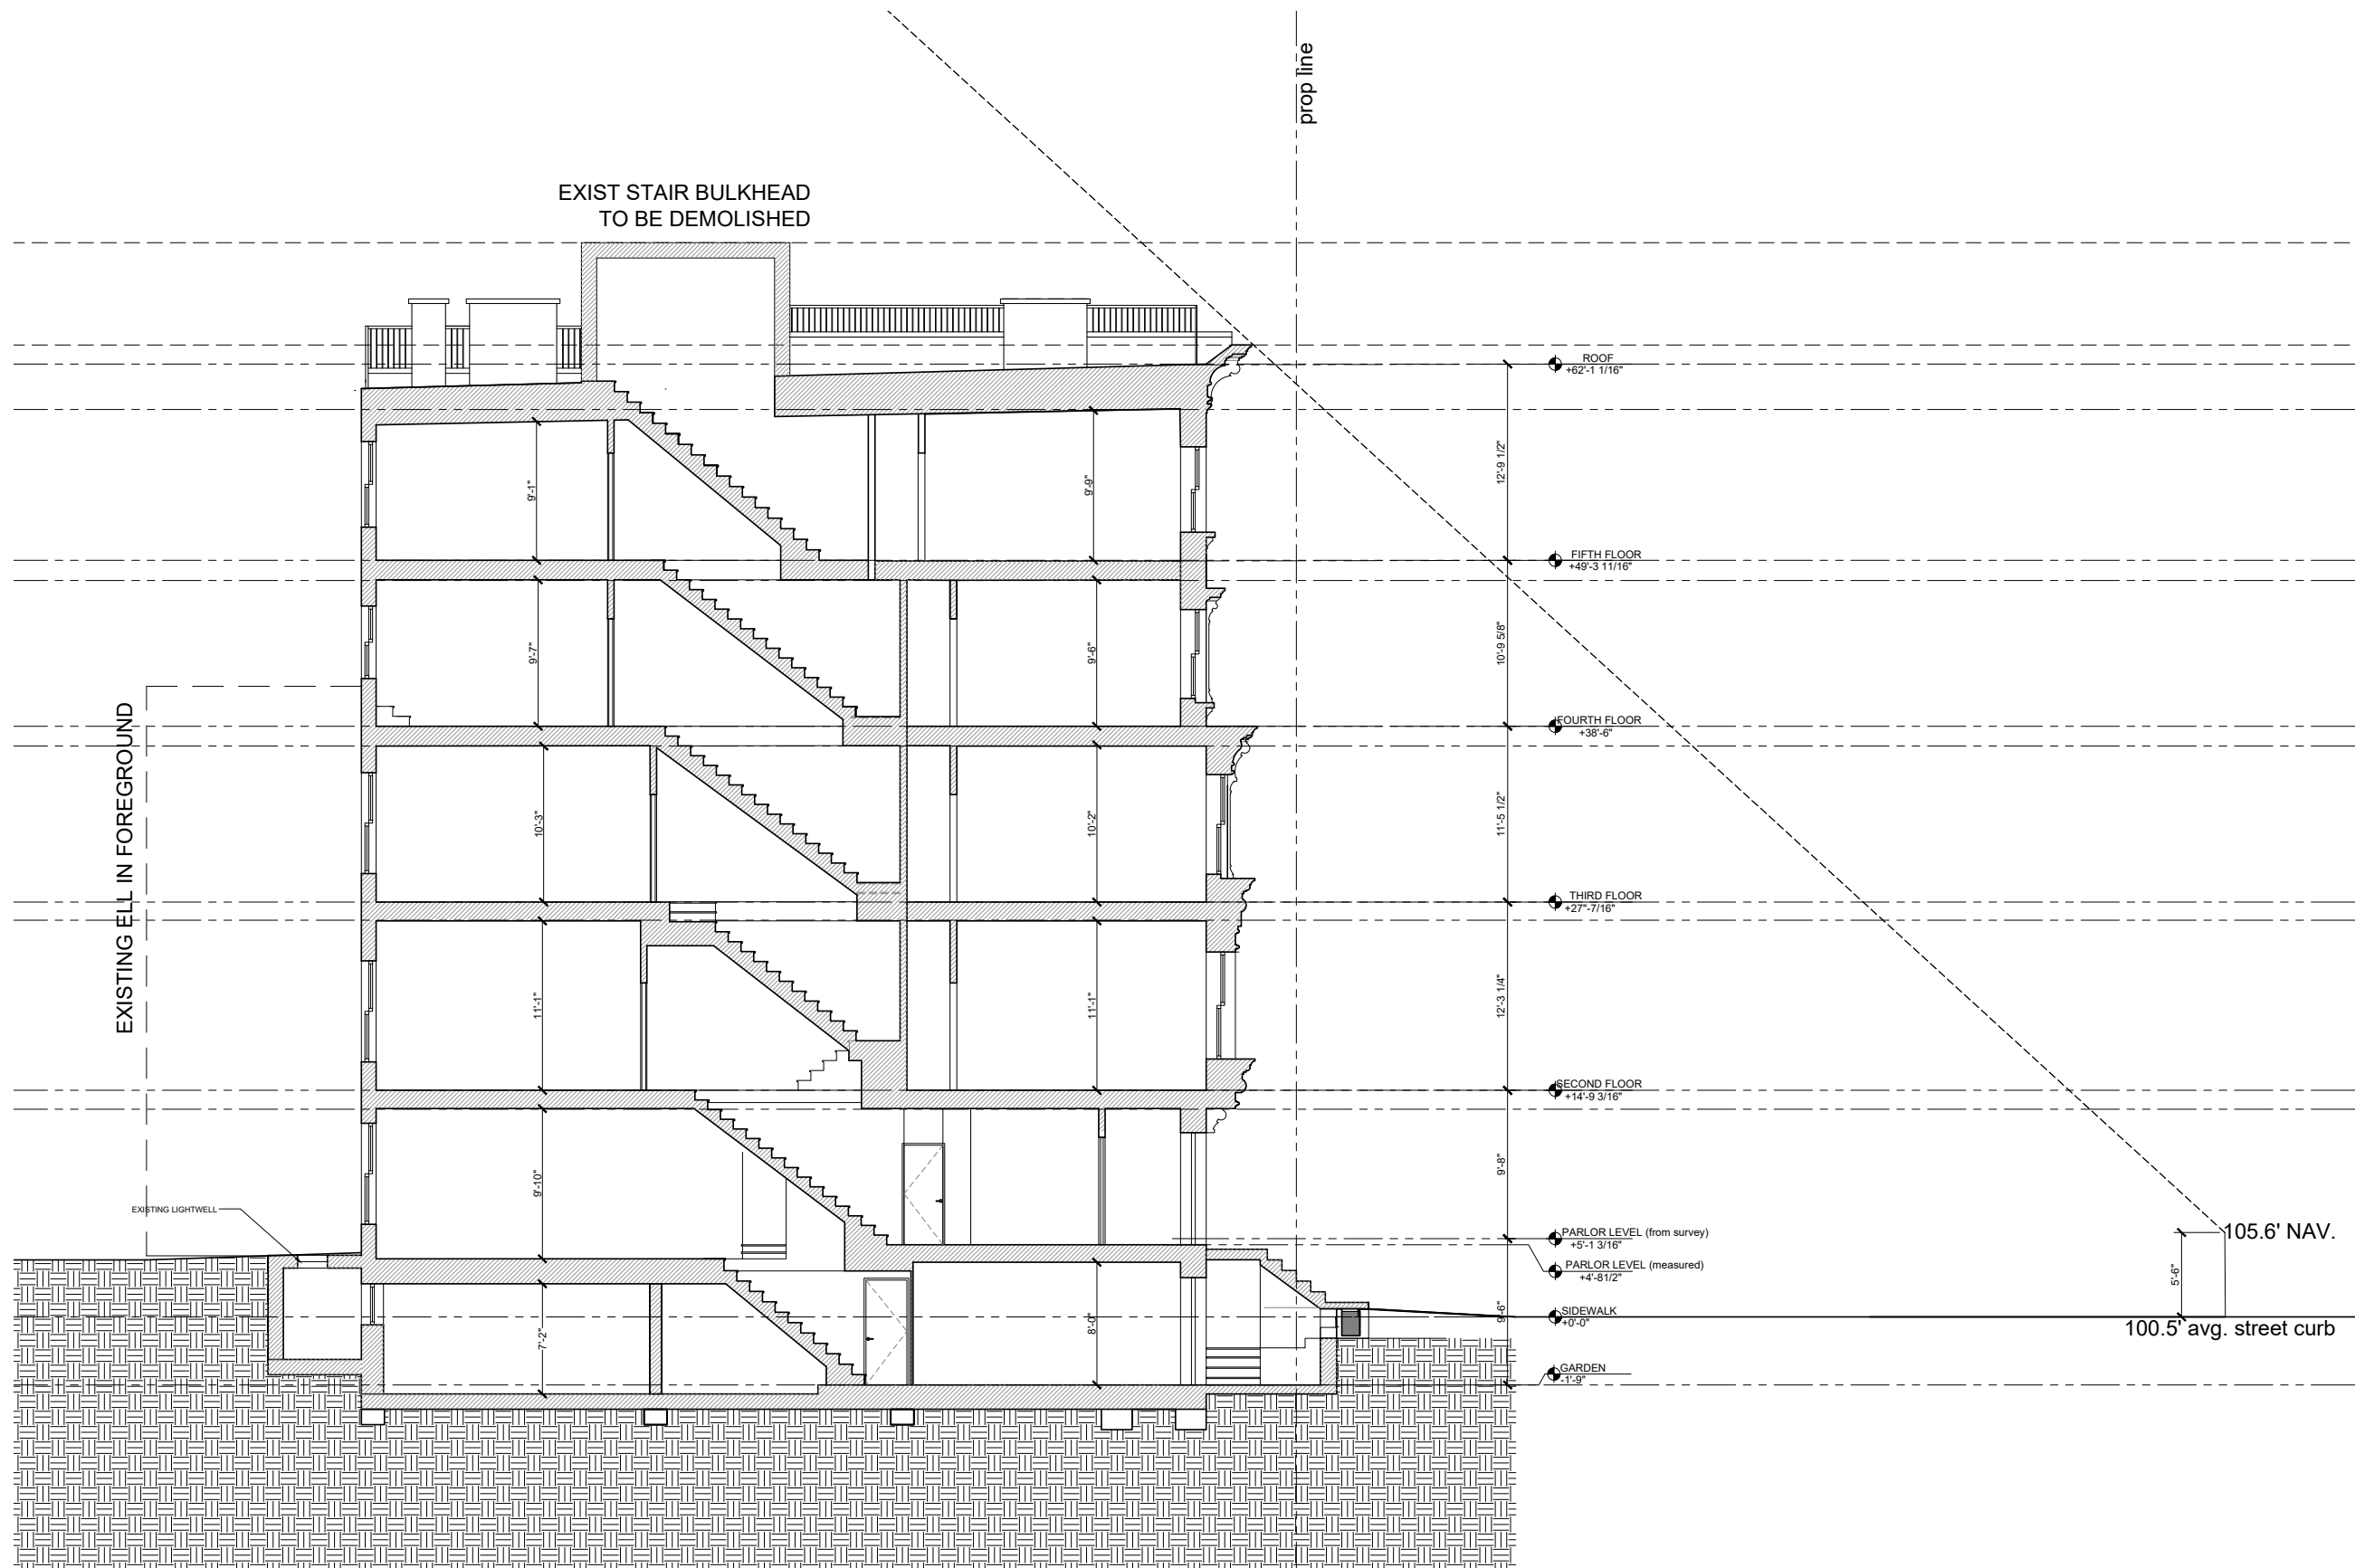 prop line
EXIST STAIR BULKHEAD
TO BE DEMOLISHED
ROOF
+62'-1 1/16"
12'-9 1/2"
9'-1"
9'-9"
FIFTH FLOOR
+49'-3 11/16"
10'-9 5/8"
9'-7"
9'-6"
EXISTING ELL IN FOREGROUND
FOURTH FLOOR
+38'-6"
11'-5 1/2"
10'-3"
10'-2"
THIRD FLOOR
+27"-7/16"
12'-3 1/4"
11'-1"
11'-1"
SECOND FLOOR
+14'-9 3/16"
9'-8"
9'-10"
EXISTING LIGHTWELL
PARLOR LEVEL (from survey)
+5'-1 3/16"
105.6' NAV.
PARLOR LEVEL (measured)
+4'-81/2"
5'-6"
9'-6"
SIDEWALK
+0'-0"
100.5' avg. street curb
7'-2"
8'-0"
GARDEN
-1'-9"